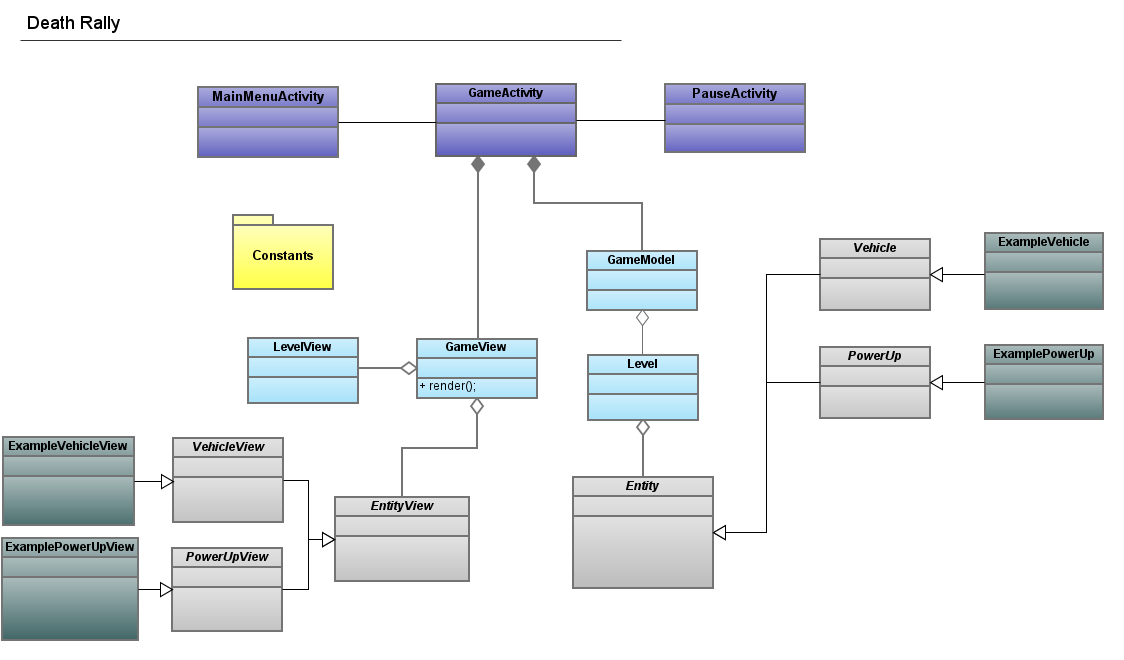 Death Rally
MainMenuActivity
GameActivity
PauseActivity
Constants
GameModel
Vehicle
ExampleVehicle
LevelView
GameView
+ render();
Level
PowerUp
ExamplePowerUp
ExampleVehicleView
VehicleView
EntityView
Entity
ExamplePowerUpView
PowerUpView